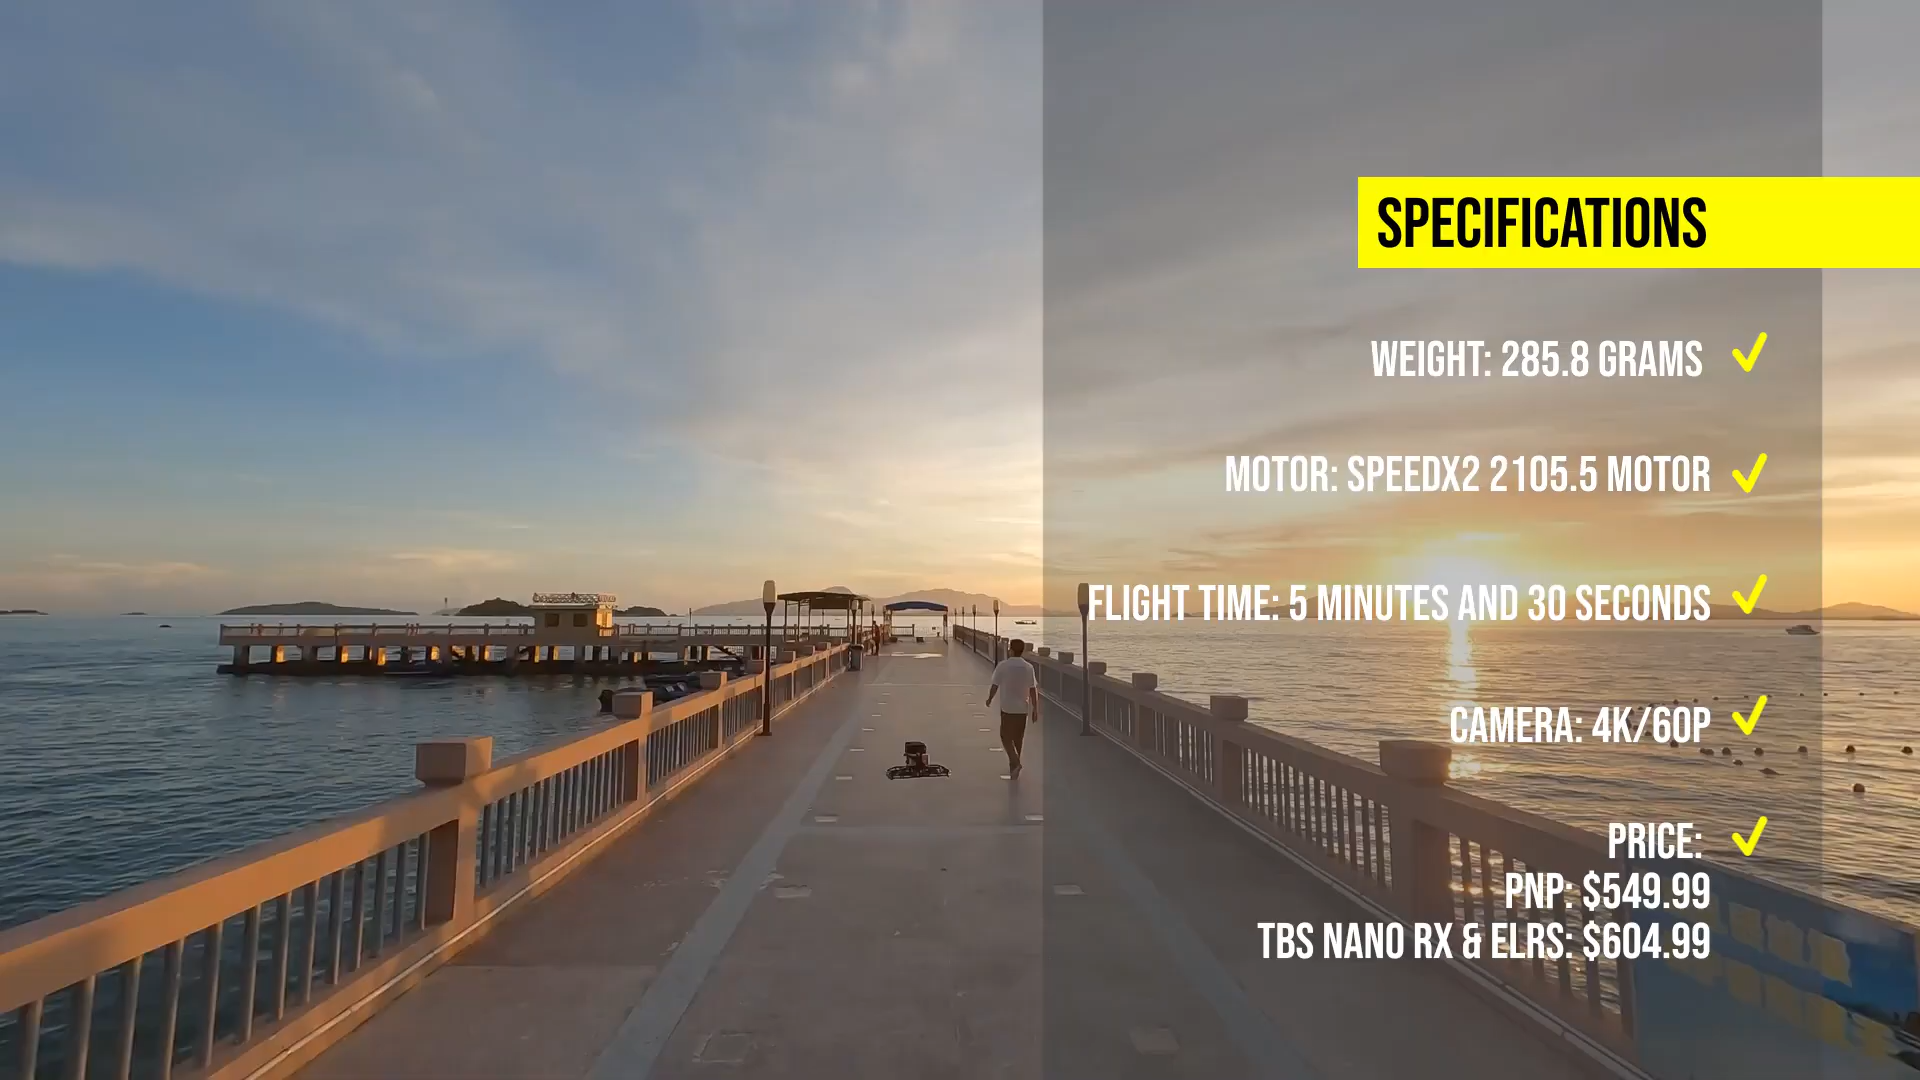 SPECIFICATIONS
WEIGHT: 285.8 GRAMS
MOTOR: SPEEDX2 2105.5 MOTOR
FLIGHT TIME: 5 MINUTES AND 30 SECONDS
CAMERA: 4K/60P
PRICE:
PNP: $549.99
TBS NANO RX & ELRS: $604.99